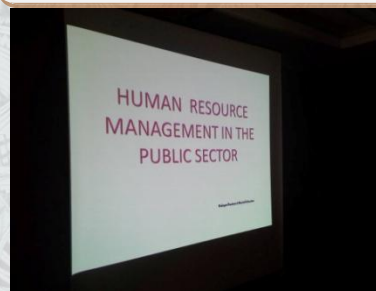 HUMAN RESOURCE
MANAGEMENT IN THE
PUBLIC SECTOR